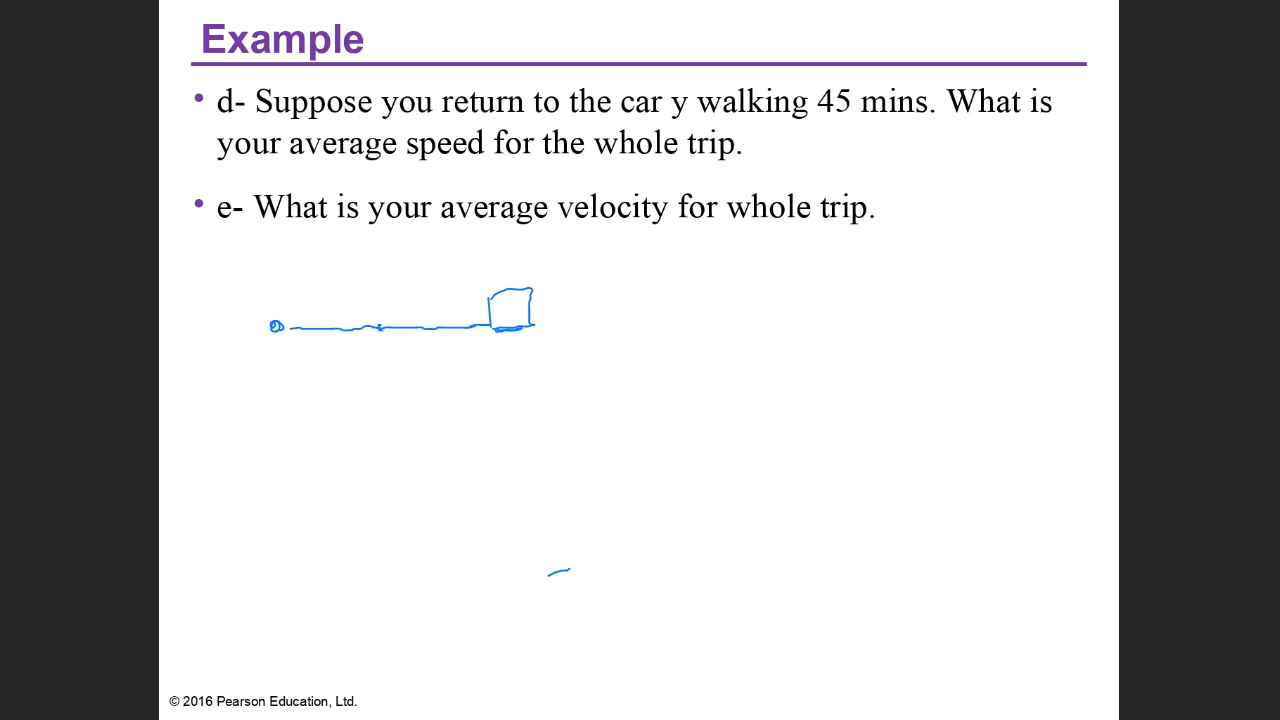 Example
• d- Suppose you return to the car y walking 45 mins. What is
your average speed for the whole trip.
• e- What is your average velocity for whole trip.
© 2016 Pearson Education, Ltd.